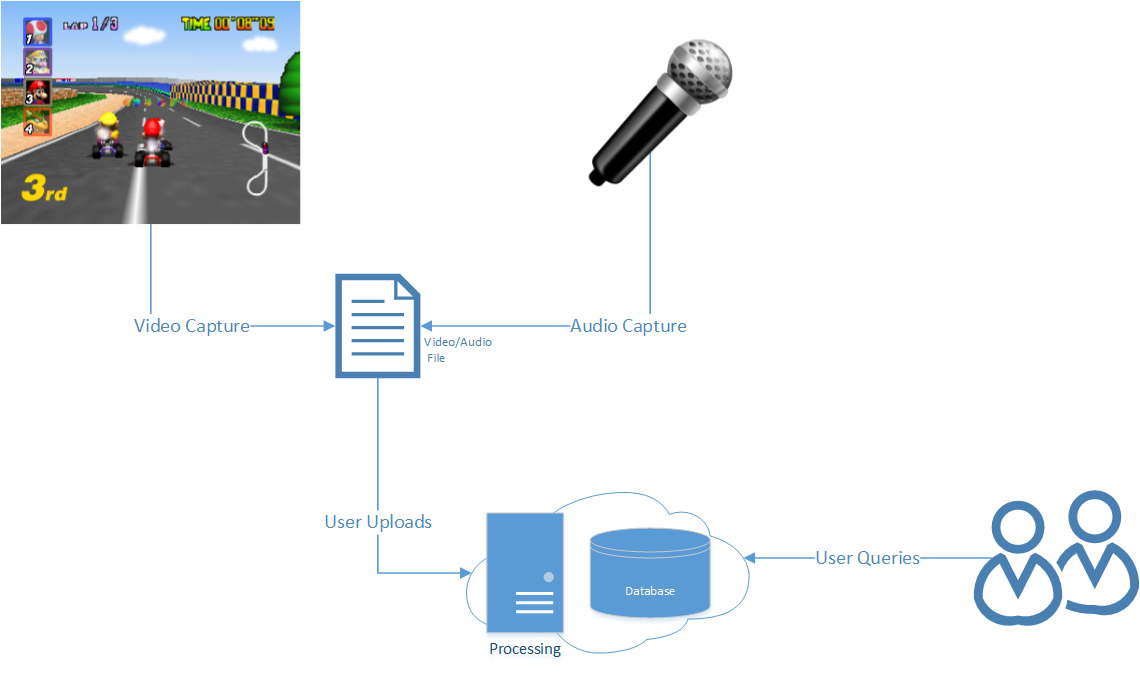 LAP 1/3
TIME 00"08"09
1
2
3
4
3rd
Video Capture
Audio Capture
Video/Audio
File
User Uploads
User Queries
Database
Processing